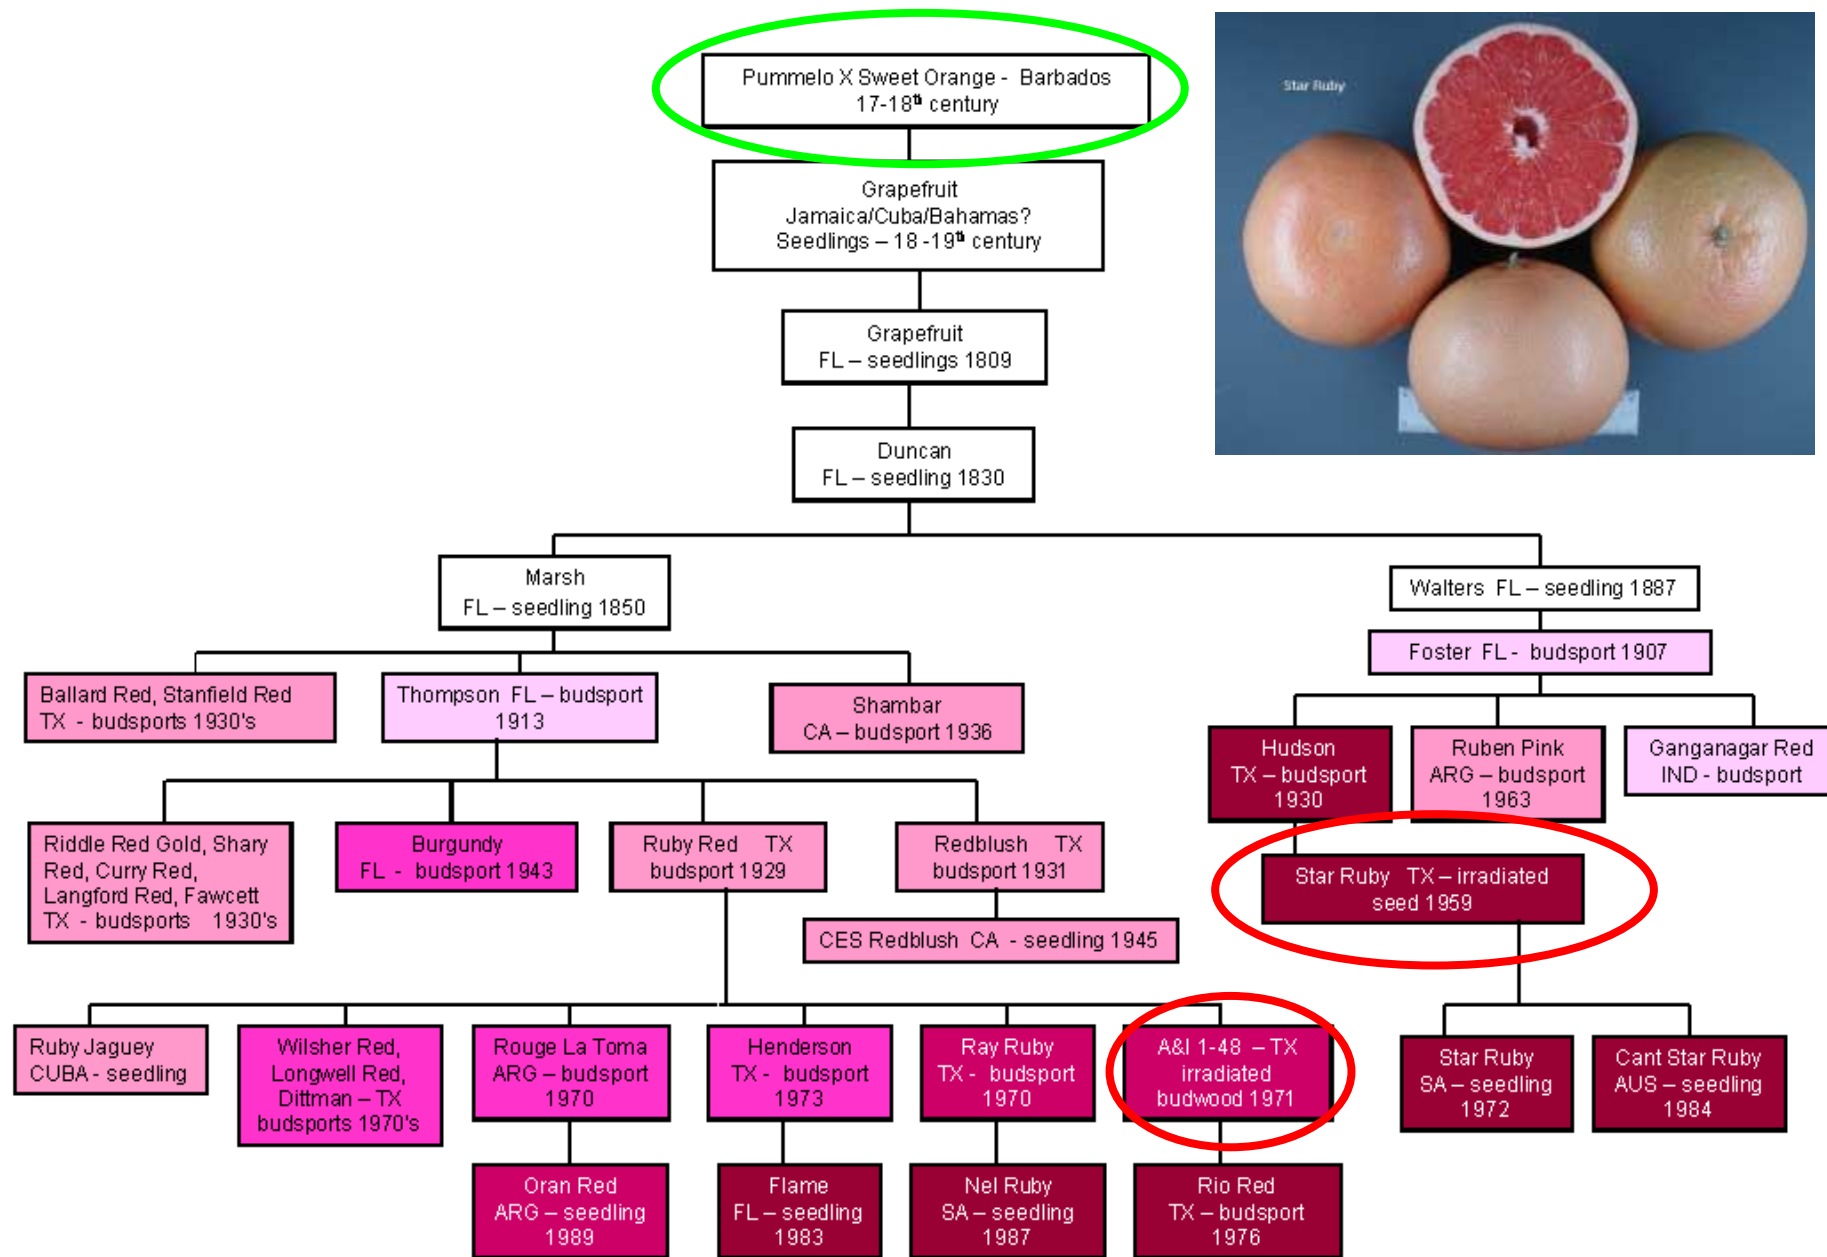 Pummelo X Sweet Orange - Barbados
17-18th century
Star Ruby
Grapefruit
Jamaica/Cuba/Bahamas?
Seedlings – 18 -19th century
Grapefruit
FL – seedlings 1809
Duncan
FL – seedling 1830
Marsh
FL – seedling 1850
Walters FL – seedling 1887
Foster FL - budsport 1907
Ballard Red, Stanfield Red
TX - budsports 1930's
Thompson FL – budsport
1913
Shambar
CA – budsport 1936
Hudson
TX – budsport
1930
Ruben Pink
ARG – budsport
1963
Ganganagar Red
IND - budsport
Riddle Red Gold, Shary
Red, Curry Red,
Langford Red, Fawcett
TX - budsports 1930's
Burgundy
FL - budsport 1943
Ruby Red TX
budsport 1929
Redblush TX
budsport 1931
Star Ruby TX – irradiated
seed 1959
CES Redblush CA - seedling 1945
Ruby Jaguey
CUBA - seedling
Wilsher Red,
Longwell Red,
Dittman – TX
budsports 1970's
Rouge La Toma
ARG – budsport
1970
Henderson
TX - budsport
1973
Ray Ruby
TX - budsport
1970
A&I 1-48 – TX
irradiated
budwood 1971
Star Ruby
SA – seedling
1972
Cant Star Ruby
AUS – seedling
1984
Oran Red
ARG – seedling
1989
Flame
FL – seedling
1983
Nel Ruby
SA – seedling
1987
Rio Red
TX – budsport
1976